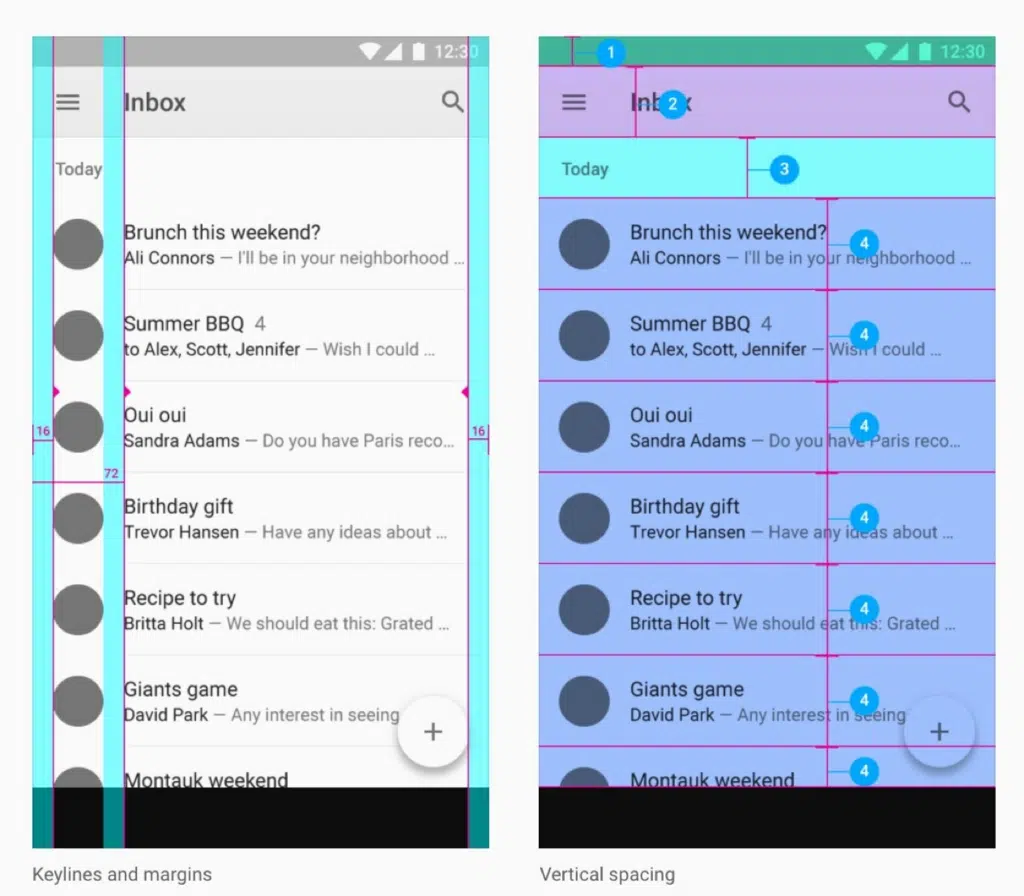 12:30
Inbox
Today
Brunch this weekend?
Ali Connors — I'll be in your neighborhood ...
Summer BBQ 4
to Alex, Scott, Jennifer — Wish I could ...
Oui oui
16
Sandra Adams — Do you have Paris reco...
16
72
Birthday gift
Trevor Hansen — Have any ideas about ...
Recipe to try
Britta Holt — We should eat this: Grated ...
Giants game
David Park — Any interest in seeing
+
Montauk weekend
Keylines and margins
12:30
1
Inbox
2
Today
3
Brunch this weekend?
4
Ali Connors — I'll be in your neighborhood ...
Summer BBQ 4
4
to Alex, Scott, Jennifer — Wish I could ...
Oui oui
4
Sandra Adams — Do you have Paris reco...
Birthday gift
4
Trevor Hansen — Have any ideas about ...
Recipe to try
4
Britta Holt — We should eat this: Grated ...
Giants game
4
David Park — Any interest in seeing
+
Montauk weekend
4
Vertical spacing